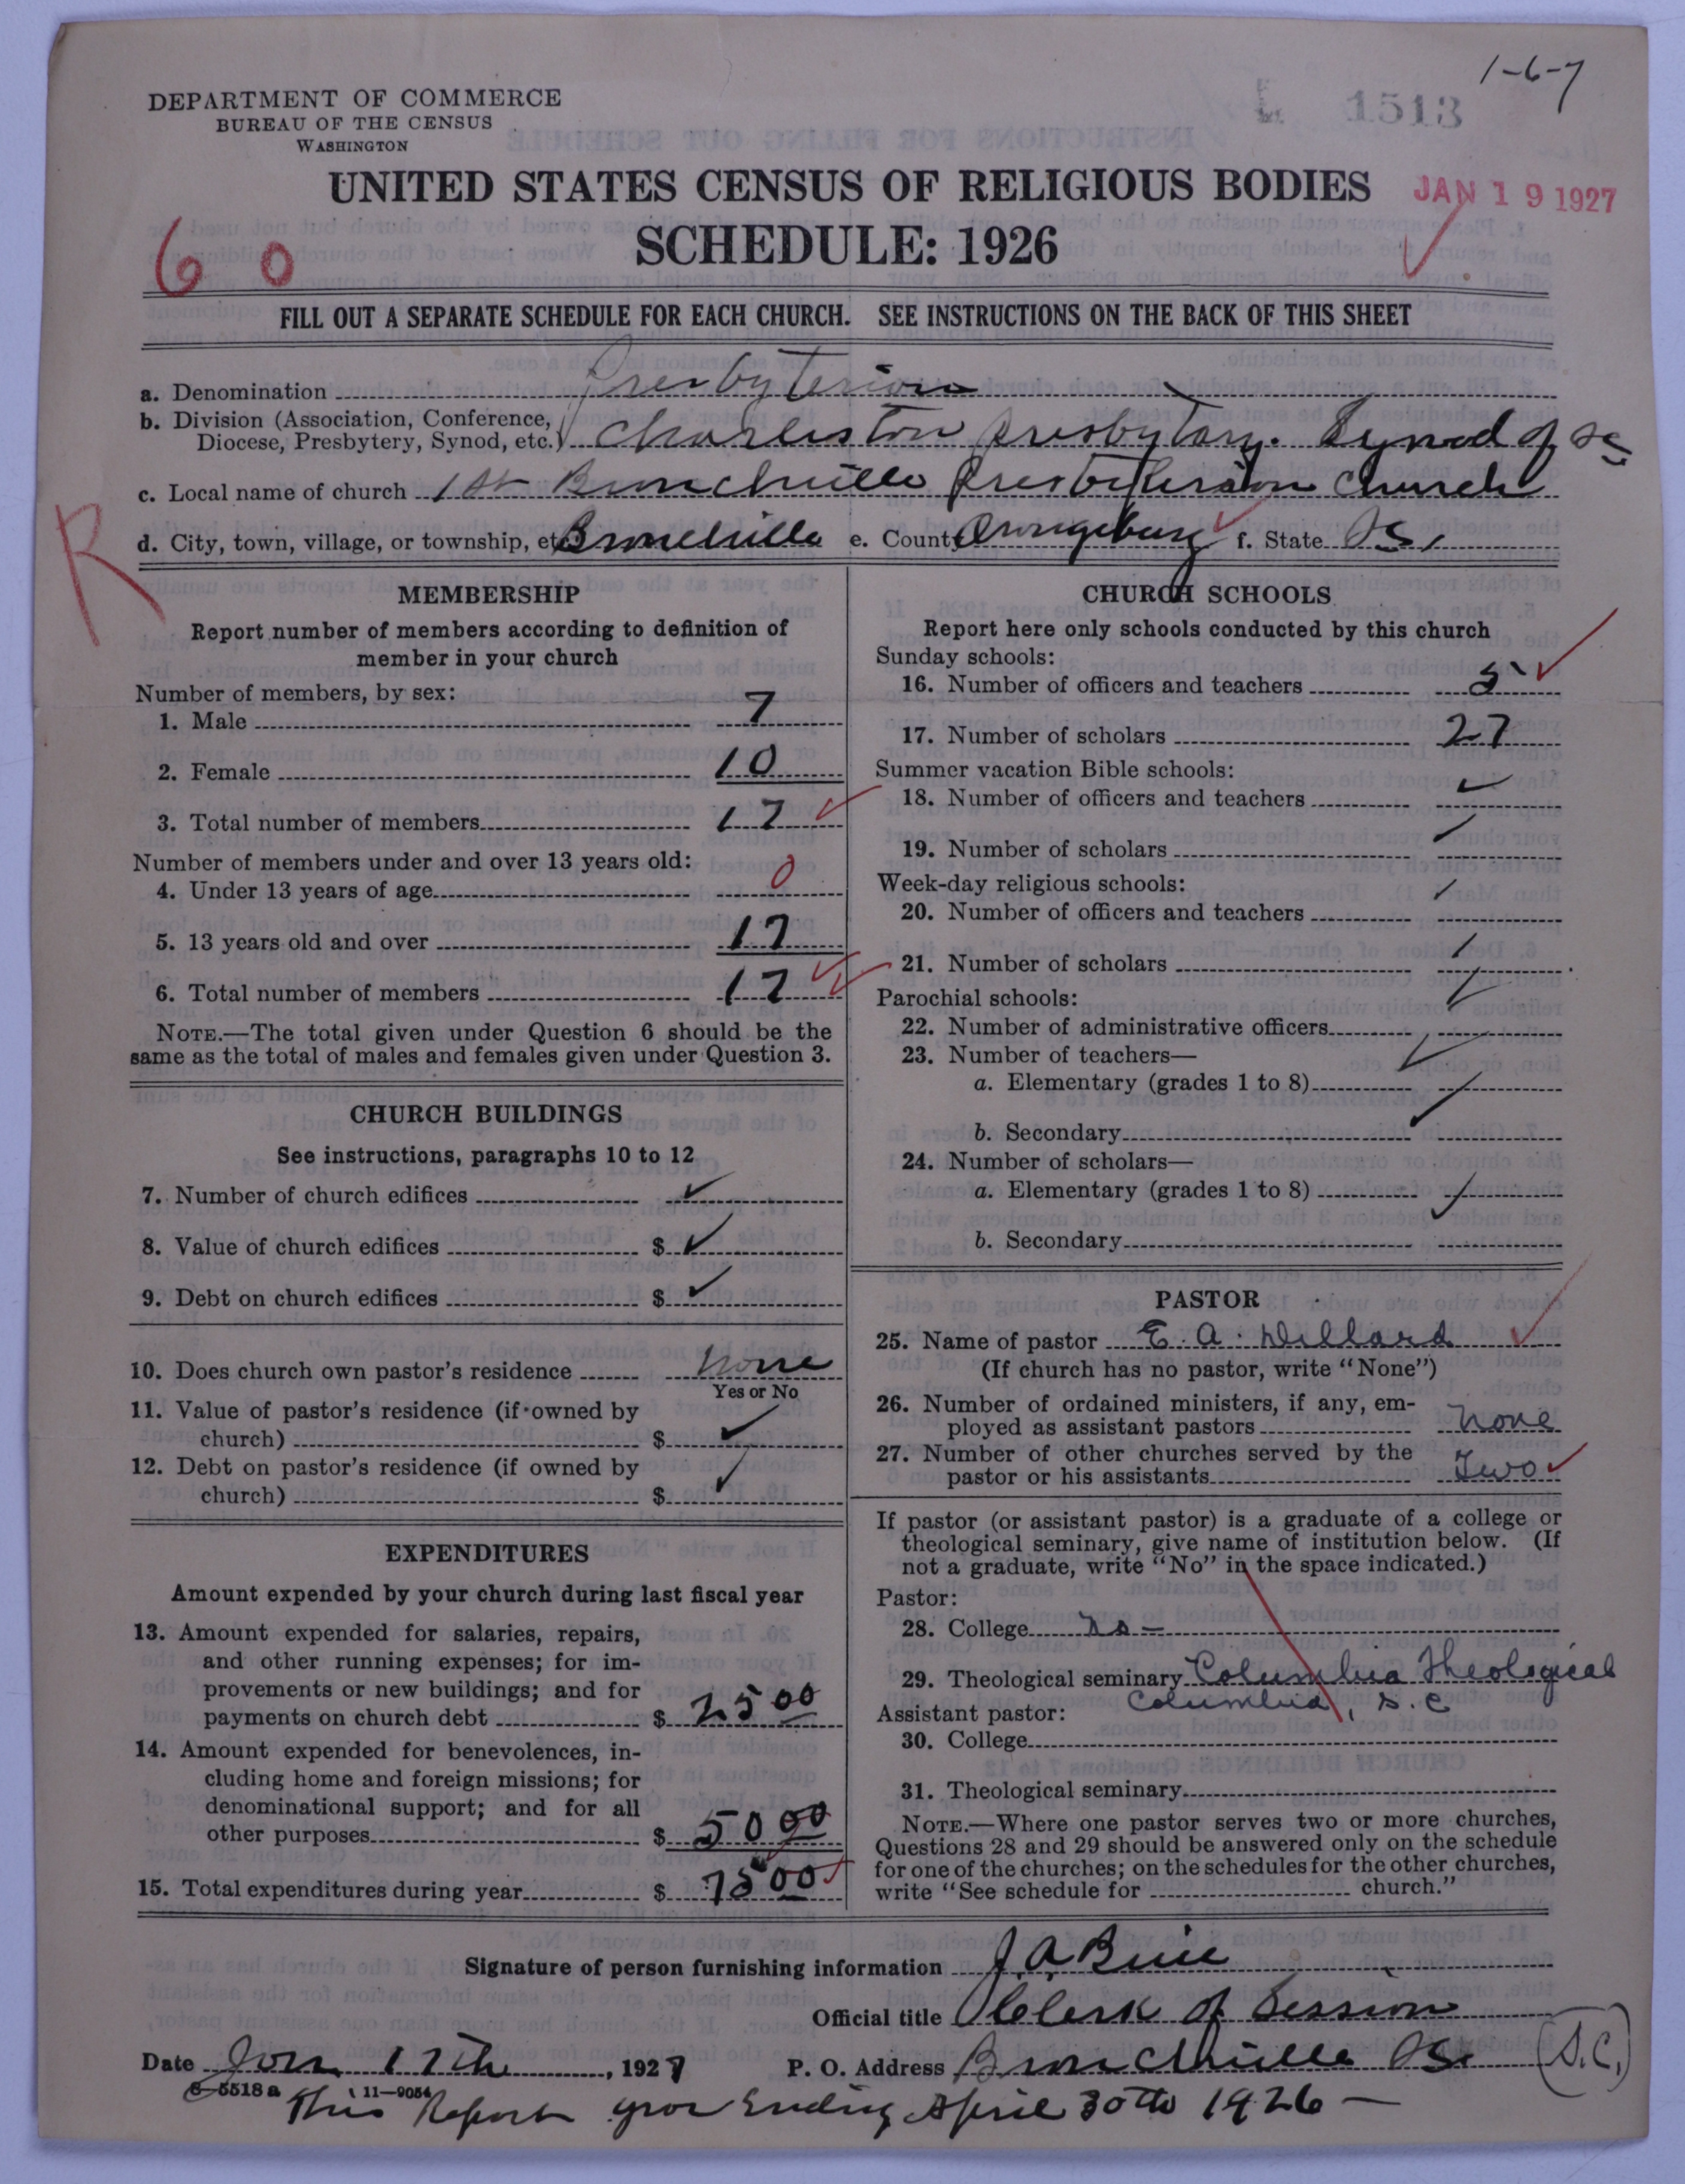 1-6-7
1513
DEPARTMENT OF COMMERCE
BUREAU OF THE CENSUS
WASHINGTON
UNITED STATES CENSUS OF RELIGIOUS BODIES
JAN 19 1927
SCHEDULE: 1926
6 0
FILL OUT A SEPARATE SCHEDULE FOR EACH CHURCH. SEE INSTRUCTIONS ON THE BACK OF THIS SHEET
a. Denomination Presbyterian
b. Division (Association, Conference, Diocese, Presbytery, Synod, etc.) Charleston Presbytary. Synod of SC
c. Local name of church 1st Branchville Presbyterian Church
d. City, town, village, or township, etc. Branchville e. County Orangeburg f. State
R
MEMBERSHIP
Report number of members according to definition of
member in your church
Number of members, by sex:
1. Male 7
2. Female 10
3. Total number of members 17
Number of members under and over 13 years old:
4. Under 13 years of age 0
5. 13 years old and over 17
6. Total number of members 17
NOTE.—The total given under Question 6 should be the
same as the total of males and females given under Question 3.
CHURCH BUILDINGS
See instructions, paragraphs 10 to 12
7. Number of church edifices
8. Value of church edifices $
9. Debt on church edifices $
10. Does church own pastor's residence none
Yes or No
11. Value of pastor's residence (if owned by
church) $
12. Debt on pastor's residence (if owned by
church) $
EXPENDITURES
Amount expended by your church during last fiscal year
13. Amount expended for salaries, repairs,
and other running expenses; for im-
provements or new buildings; and for
payments on church debt $ 25 00
14. Amount expended for benevolences, in-
cluding home and foreign missions; for
denominational support; and for all
other purposes $ 50 00
15. Total expenditures during year $ 75 00
CHURCH SCHOOLS
Report here only schools conducted by this church
Sunday schools:
16. Number of officers and teachers 5
17. Number of scholars 27
Summer vacation Bible schools:
18. Number of officers and teachers
19. Number of scholars
Week-day religious schools:
20. Number of officers and teachers
21. Number of scholars
Parochial schools:
22. Number of administrative officers
23. Number of teachers—
a. Elementary (grades 1 to 8)
b. Secondary
24. Number of scholars—
a. Elementary (grades 1 to 8)
b. Secondary
PASTOR
25. Name of pastor E. A. Dillard
(If church has no pastor, write "None")
26. Number of ordained ministers, if any, em-
ployed as assistant pastors none
27. Number of other churches served by the
pastor or his assistants Two
If pastor (or assistant pastor) is a graduate of a college or
theological seminary, give name of institution below. (If
not a graduate, write "No" in the space indicated.)
Pastor:
28. College No –
29. Theological seminary Columbia Theological
Columbia, S.C
Assistant pastor:
30. College
31. Theological seminary
NOTE.—Where one pastor serves two or more churches,
Questions 28 and 29 should be answered only on the schedule
for one of the churches; on the schedules for the other churches,
write "See schedule for church."
Signature of person furnishing information J. A. Buie
Official title Clerk of Session
Date Jan 17th, 1927 P. O. Address Branchville (S.C.)
8-5518a 11-9054
This Report year Ending April 30th 1926 —